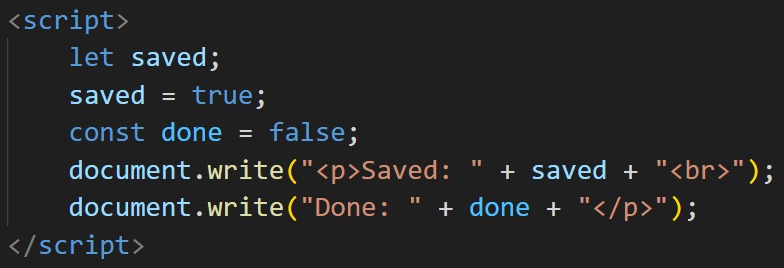 <script>
    let saved;
    saved = true;
    const done = false;
    document.write("<p>Saved: " + saved + "<br>");
    document.write("Done: " + done + "</p>");
</script>